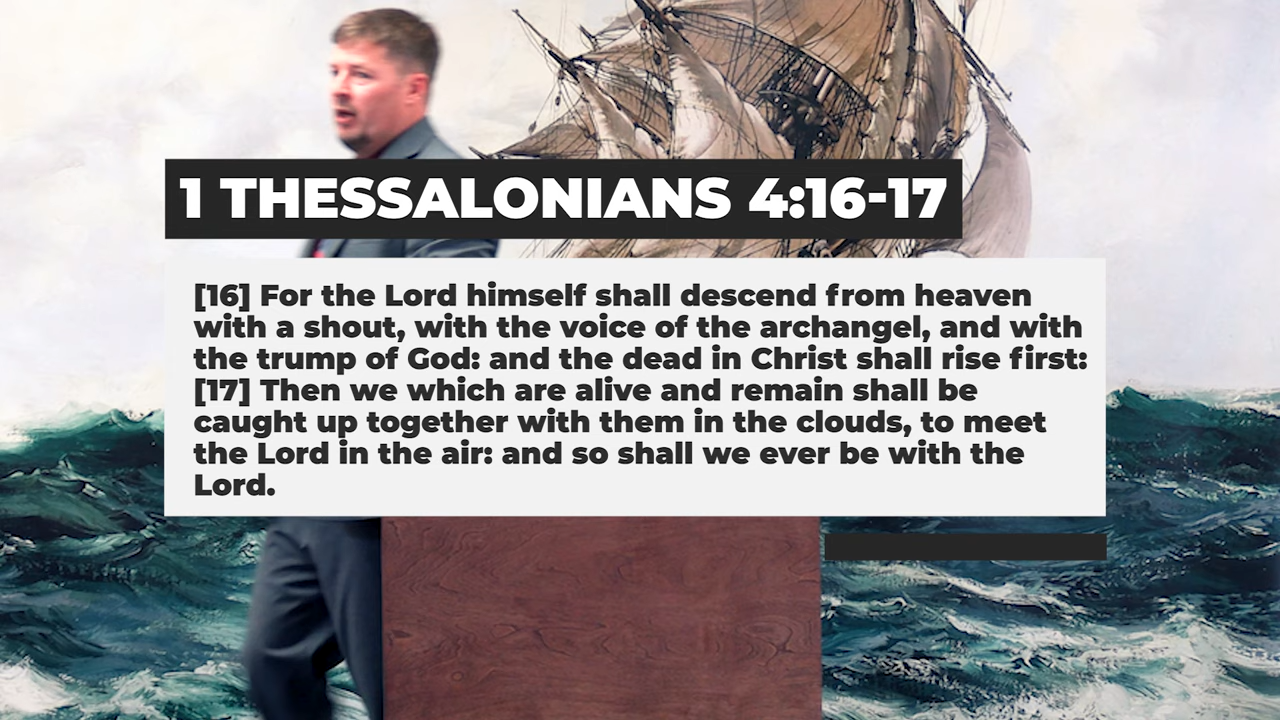 1 THESSALONIANS 4:16-17
[16] For the Lord himself shall descend from heaven
with a shout, with the voice of the archangel, and with
the trump of God: and the dead in Christ shall rise first:
[17] Then we which are alive and remain shall be
caught up together with them in the clouds, to meet
the Lord in the air: and so shall we ever be with the
Lord.